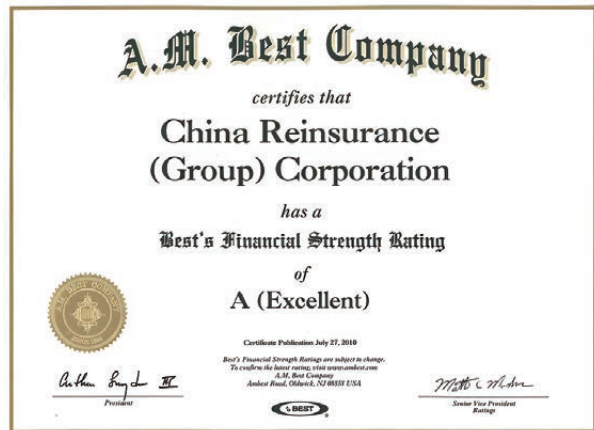 A.M. Best Company
certifies that
China Reinsurance
(Group) Corporation
has a
Best's Financial Strength Rating
of
A (Excellent)
Certificate Publication July 27, 2010
Best's Financial Strength Ratings are subject to change.
To confirm the latest rating, visit www.ambest.com
A.M. Best Company
Ambest Road, Oldwick, NJ 08858 USA
A.M. BEST COMPANY
President
BEST
Senior Vice President
Ratings